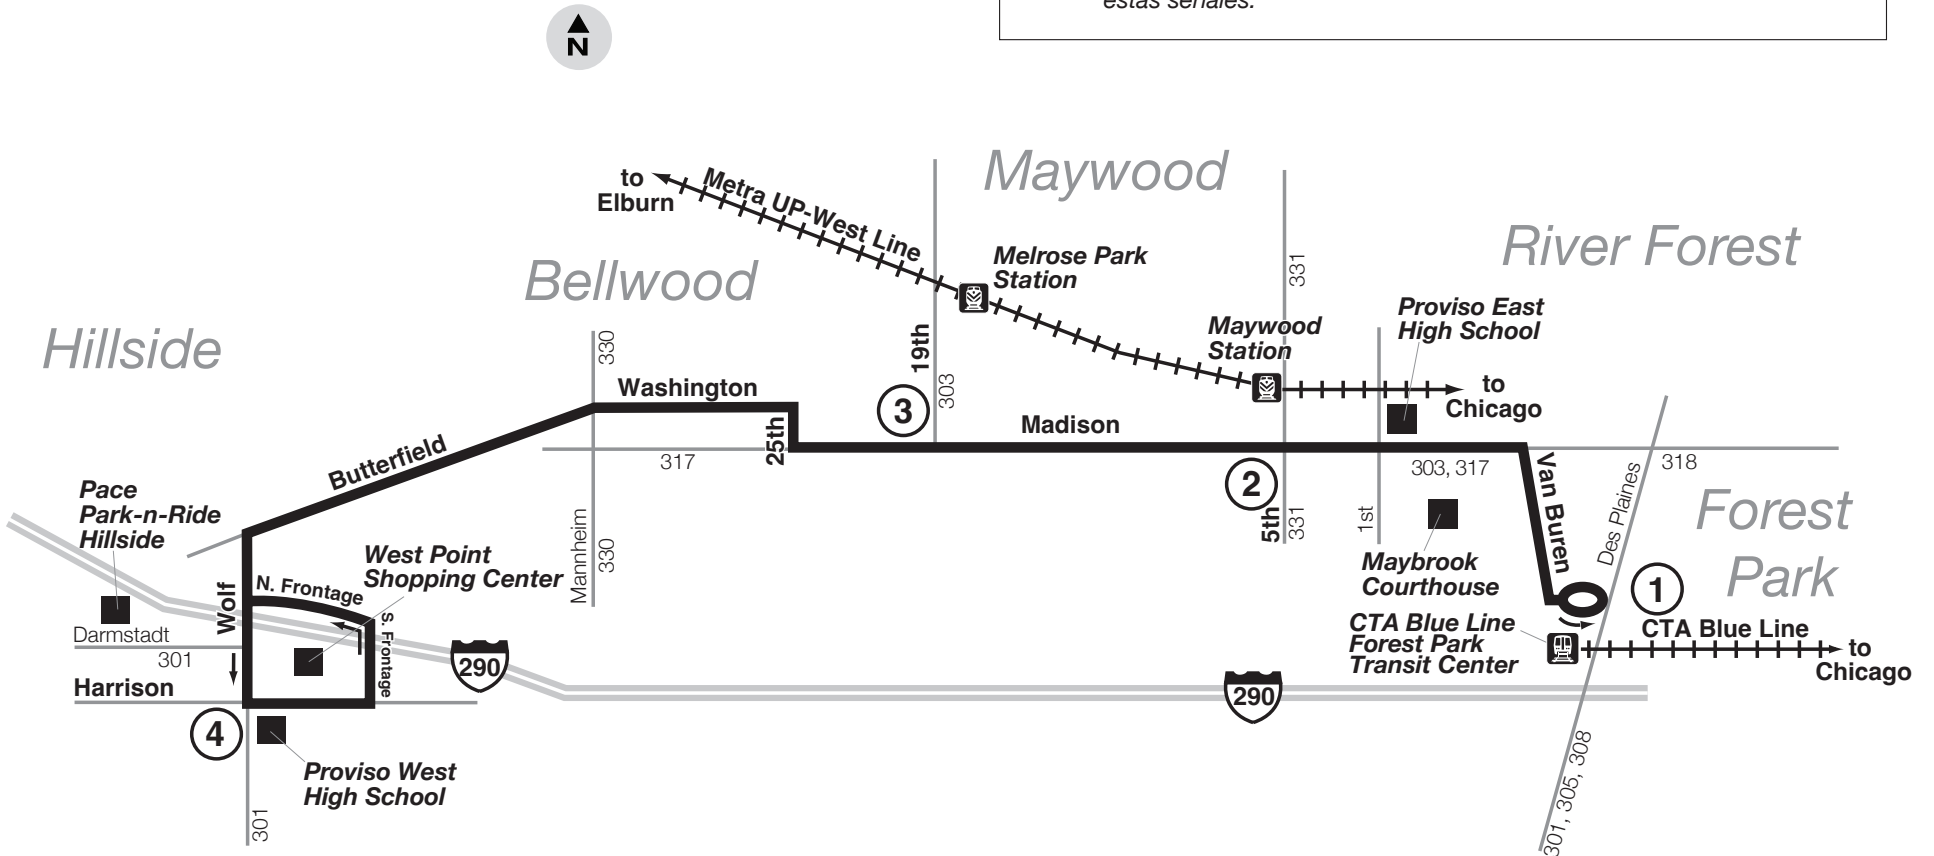 estas señales.
N
Maywood
to
Elburn
Metra UP-West Line
River Forest
Melrose Park
Station
331
Bellwood
Proviso East
High School
Maywood
Station
Hillside
330
19th
303
Washington
to
Chicago
3
Madison
25th
317
303, 317
318
Butterfield
2
Van Buren
Des Plaines
Pace
Park-n-Ride
Hillside
5th
331
1st
Forest
Park
Mannheim
330
West Point
Shopping Center
Maybrook
Courthouse
N. Frontage
Wolf
S. Frontage
1
CTA Blue Line
Forest Park
Transit Center
CTA Blue Line
to
Chicago
Darmstadt
301
290
290
Harrison
4
Proviso West
High School
301
301, 305, 308